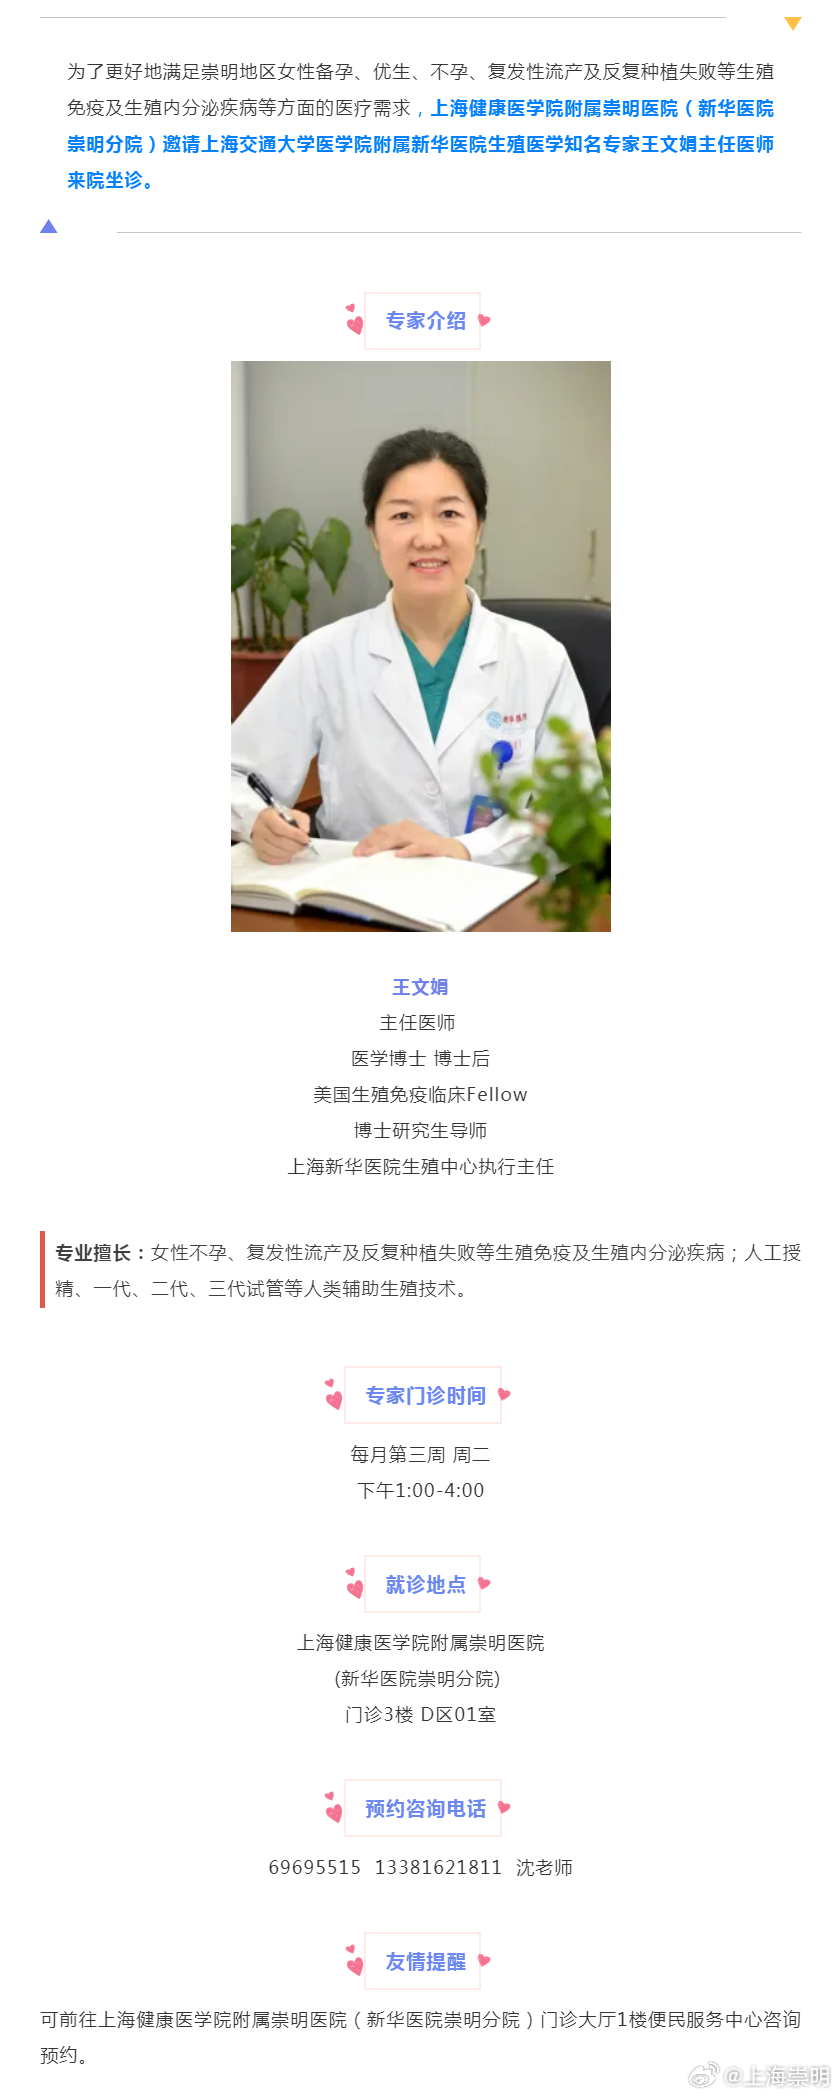 为了更好地满足崇明地区女性备孕、优生、不孕、复发性流产及反复种植失败等生殖
免疫及生殖内分泌疾病等方面的医疗需求，上海健康医学院附属崇明医院（新华医院
崇明分院）邀请上海交通大学医学院附属新华医院生殖医学知名专家王文娟主任医师
来院坐诊。
专家介绍
新华医院
王文娟
主任医师
医学博士 博士后
美国生殖免疫临床Fellow
博士研究生导师
上海新华医院生殖中心执行主任
专业擅长：女性不孕、复发性流产及反复种植失败等生殖免疫及生殖内分泌疾病；人工授
精、一代、二代、三代试管等人类辅助生殖技术。
专家门诊时间
每月第三周 周二
下午1:00-4:00
就诊地点
上海健康医学院附属崇明医院
(新华医院崇明分院)
门诊3楼 D区01室
预约咨询电话
69695515 13381621811 沈老师
友情提醒
可前往上海健康医学院附属崇明医院（新华医院崇明分院）门诊大厅1楼便民服务中心咨询
预约。
@上海崇明